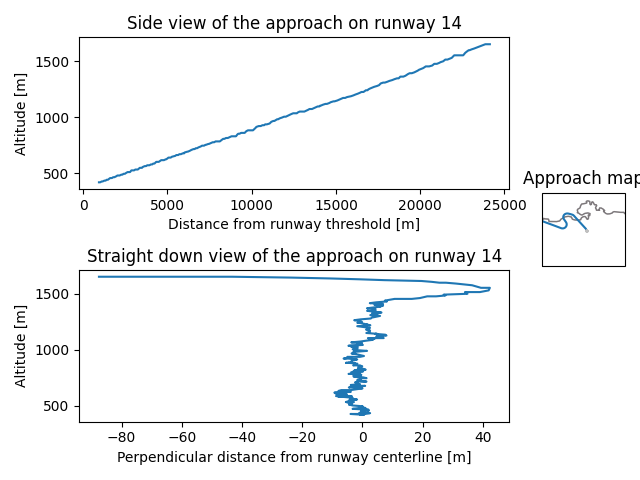 Side view of the approach on runway 14
Altitude [m]
1500
1000
500
0
5000
10000
15000
20000
25000
Distance from runway threshold [m]
Approach map
Straight down view of the approach on runway 14
Altitude [m]
1500
1000
500
−80
−60
−40
−20
0
20
40
Perpendicular distance from runway centerline [m]